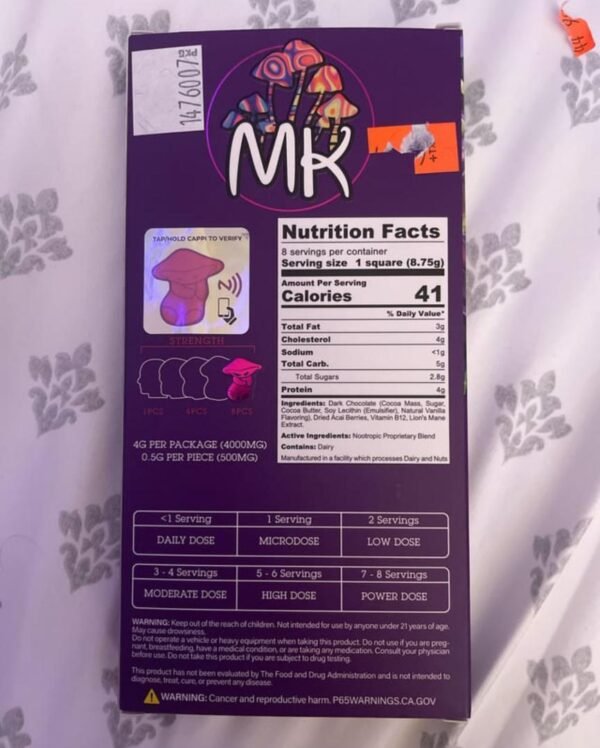 1476007
PKG
MK
+TX
44 9
TAP/HOLD CAPPI TO VERIFY
N
STRENGTH
1PCS 4PCS 8PCS
4G PER PACKAGE (4000MG)
0.5G PER PIECE (500MG)
Nutrition Facts
8 servings per container
Serving size 1 square (8.75g)
Amount Per Serving
Calories 41
% Daily Value*
Total Fat 3g
Cholesterol 4g
Sodium <1g
Total Carb. 5g
Total Sugars 2.8g
Protein 4g
Ingredients: Dark Chocolate (Cocoa Mass, Sugar,
Cocoa Butter, Soy Lecithin (Emulsifier), Natural Vanilla
Flavoring), Dried Acai Berries, Vitamin B12, Lion's Mane
Extract.
Active Ingredients: Nootropic Proprietary Blend
Contains: Dairy
Manufactured in a facility which processes Dairy and Nuts
<1 Serving 1 Serving 2 Servings
DAILY DOSE MICRODOSE LOW DOSE
3 - 4 Servings 5 - 6 Servings 7 - 8 Servings
MODERATE DOSE HIGH DOSE POWER DOSE
WARNING: Keep out of the reach of children. Not intended for use by anyone under 21 years of age.
May cause drowsiness.
Do not operate a vehicle or heavy equipment when taking this product. Do not use if you are preg-
nant, breastfeeding, have a medical condition, or are taking any medication. Consult your physician
before use. Do not take this product if you are subject to drug testing.
This product has not been evaluated by The Food and Drug Administration and is not intended to
diagnose, treat, cure, or prevent any disease.
WARNING: Cancer and reproductive harm. P65WARNINGS.CA.GOV